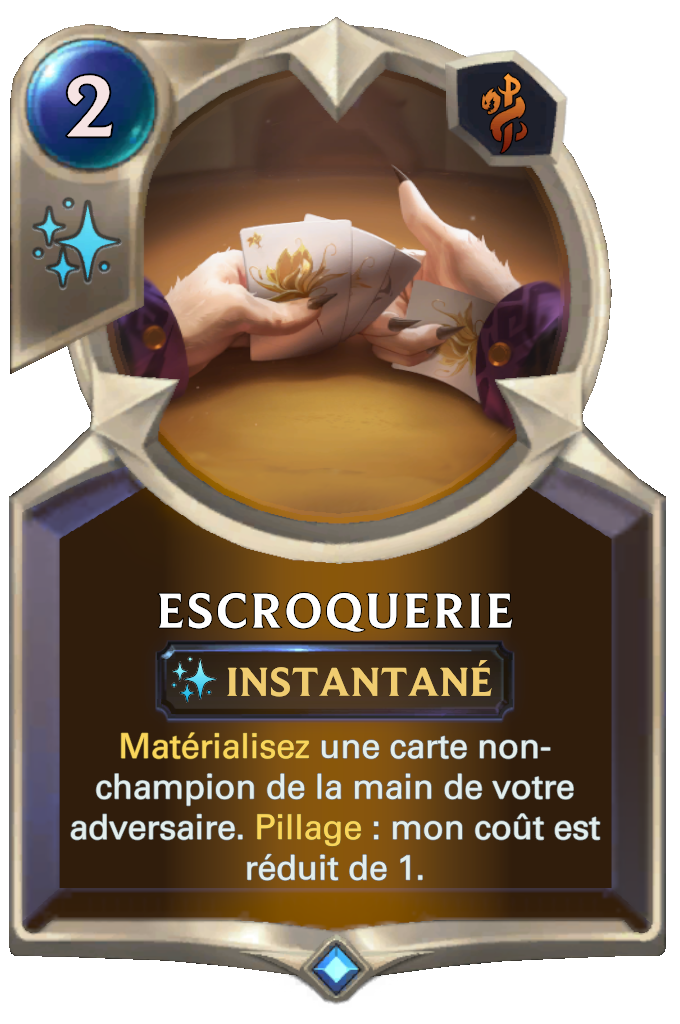 2
ESCROQUERIE
INSTANTANÉ
Matérialisez une carte non-
champion de la main de votre
adversaire. Pillage : mon coût est
réduit de 1.